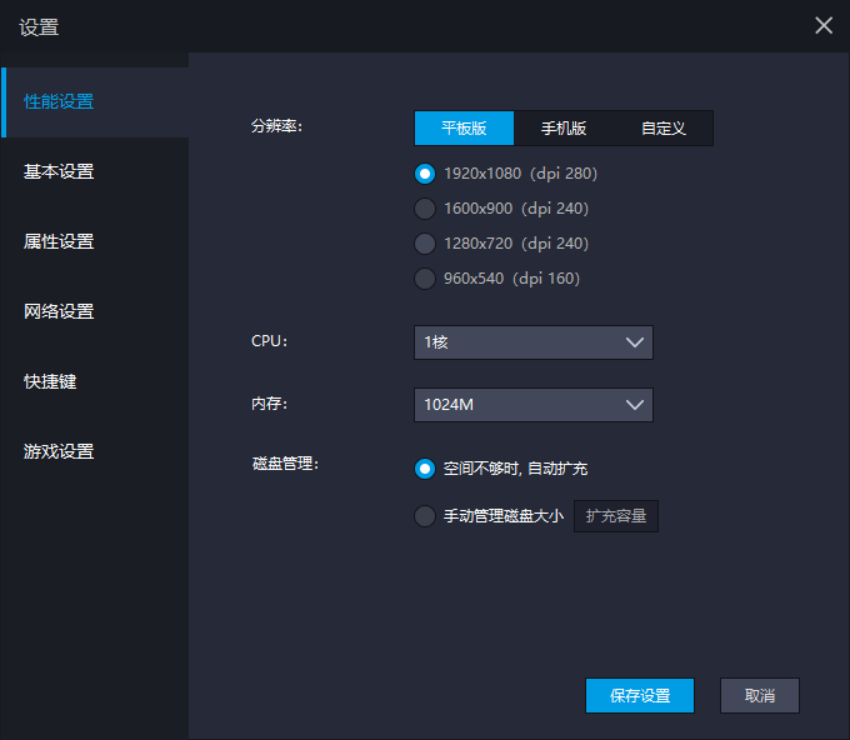 设置
性能设置
基本设置
属性设置
网络设置
快捷键
游戏设置
分辨率:
平板版 手机版 自定义
1920x1080 (dpi 280)
1600x900 (dpi 240)
1280x720 (dpi 240)
960x540 (dpi 160)
CPU:
1核
内存:
1024M
磁盘管理:
空间不够时, 自动扩充
手动管理磁盘大小 扩充容量
保存设置 取消